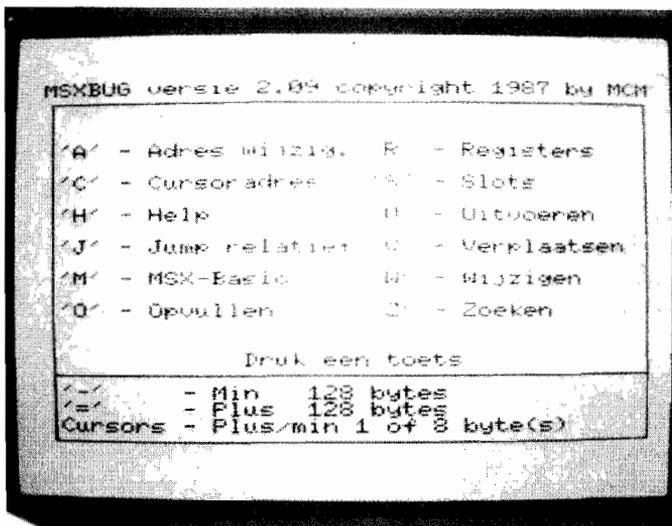 MSXBUG versie 2.09 copyright 1987 by MCM
'A' - Adres wijzig. R - Registers
'C' - Cursoradres 'S' - Slots
'H' - Help U - Uitvoeren
'J' - Jump relatief V - Verplaatsen
'M' - MSX-Basic W - Wijzigen
'O' - Opvullen Z - Zoeken
Druk een toets
'-' - Min 128 bytes
'=' - Plus 128 bytes
Cursors - Plus/min 1 of 8 byte(s)